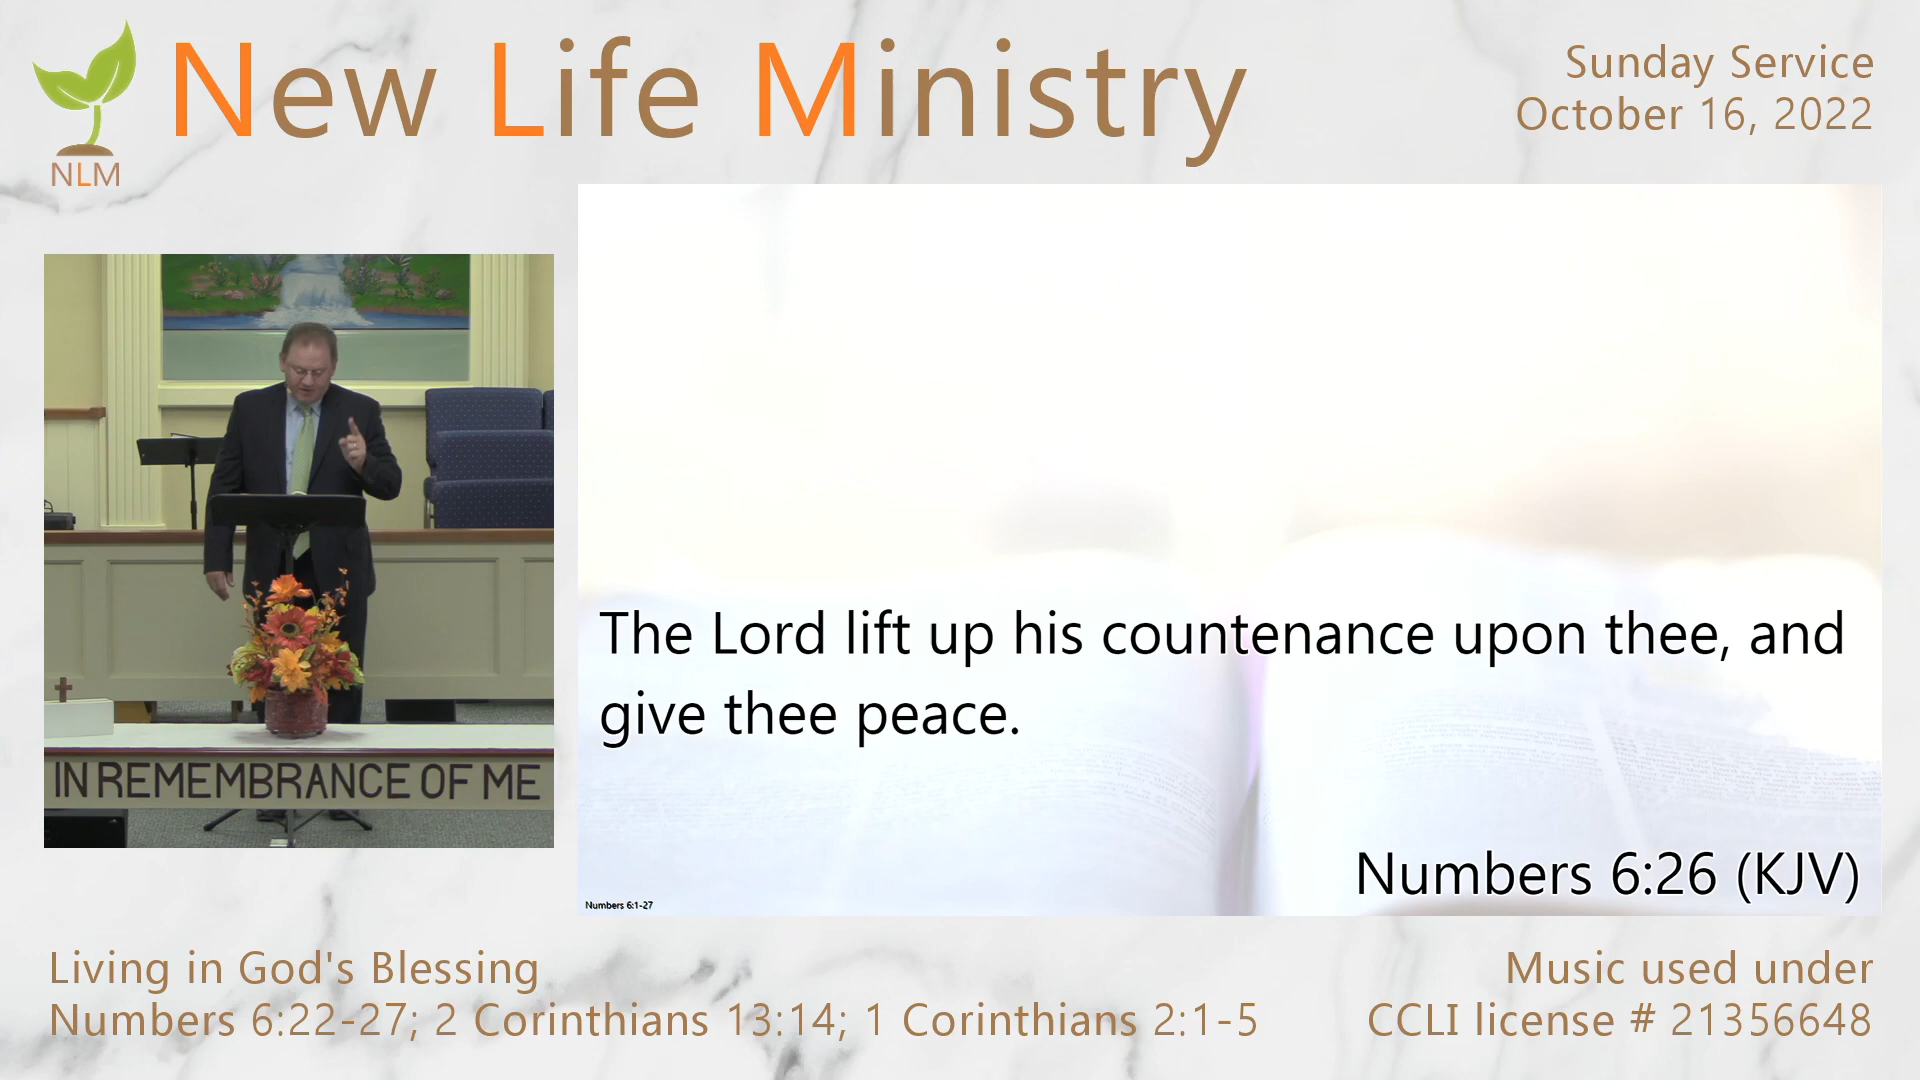 New Life Ministry
NLM
Sunday Service
October 16, 2022
IN REMEMBRANCE OF ME
The Lord lift up his countenance upon thee, and
give thee peace.
Numbers 6:26 (KJV)
Numbers 6:1-27
Living in God's Blessing
Numbers 6:22-27; 2 Corinthians 13:14; 1 Corinthians 2:1-5
Music used under
CCLI license # 21356648